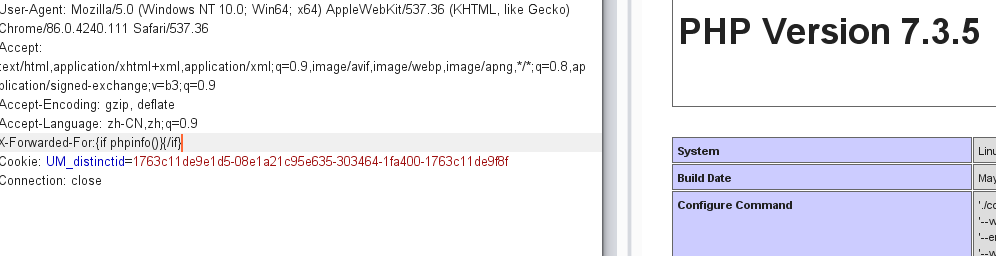 User-Agent: Mozilla/5.0 (Windows NT 10.0; Win64; x64) AppleWebKit/537.36 (KHTML, like Gecko)
Chrome/86.0.4240.111 Safari/537.36
Accept:
text/html,application/xhtml+xml,application/xml;q=0.9,image/avif,image/webp,image/apng,*/*;q=0.8,ap
plication/signed-exchange;v=b3;q=0.9
Accept-Encoding: gzip, deflate
Accept-Language: zh-CN,zh;q=0.9
X-Forwarded-For:{if phpinfo()}{/if}
Cookie: UM_distinctid=1763c11de9e1d5-08e1a21c95e635-303464-1fa400-1763c11de9f8f
Connection: close
PHP Version 7.3.5
System
Build Date May
Configure Command